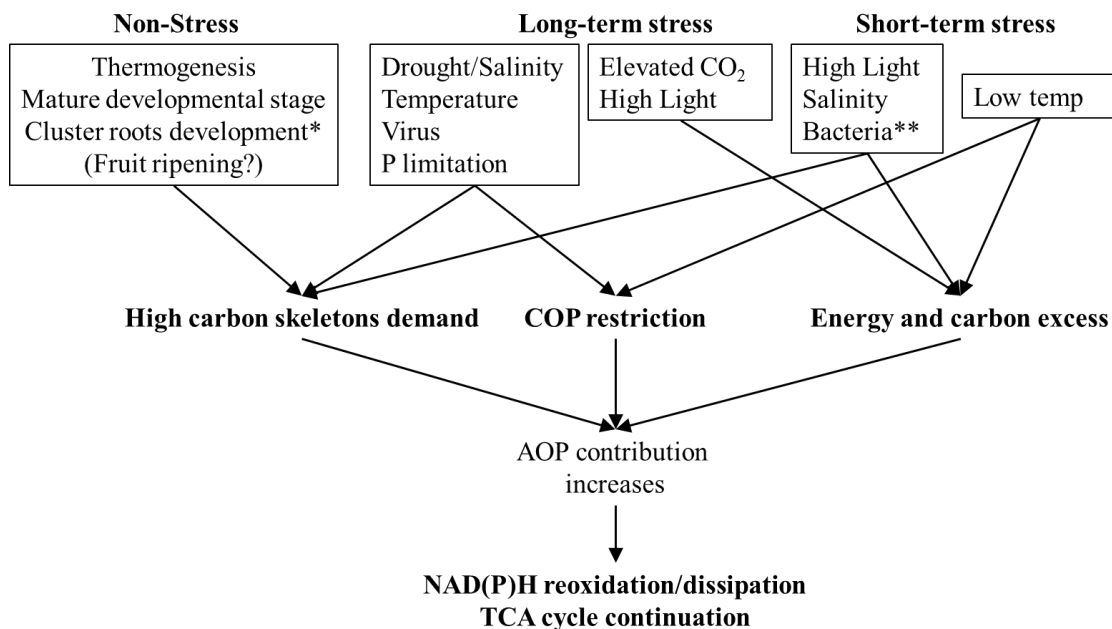 Non-Stress
Long-term stress
Short-term stress
Thermogenesis
Mature developmental stage
Cluster roots development*
(Fruit ripening?)
Drought/Salinity
Temperature
Virus
P limitation
Elevated CO₂
High Light
High Light
Salinity
Bacteria**
Low temp
High carbon skeletons demand
COP restriction
Energy and carbon excess
AOP contribution
increases
NAD(P)H reoxidation/dissipation
TCA cycle continuation